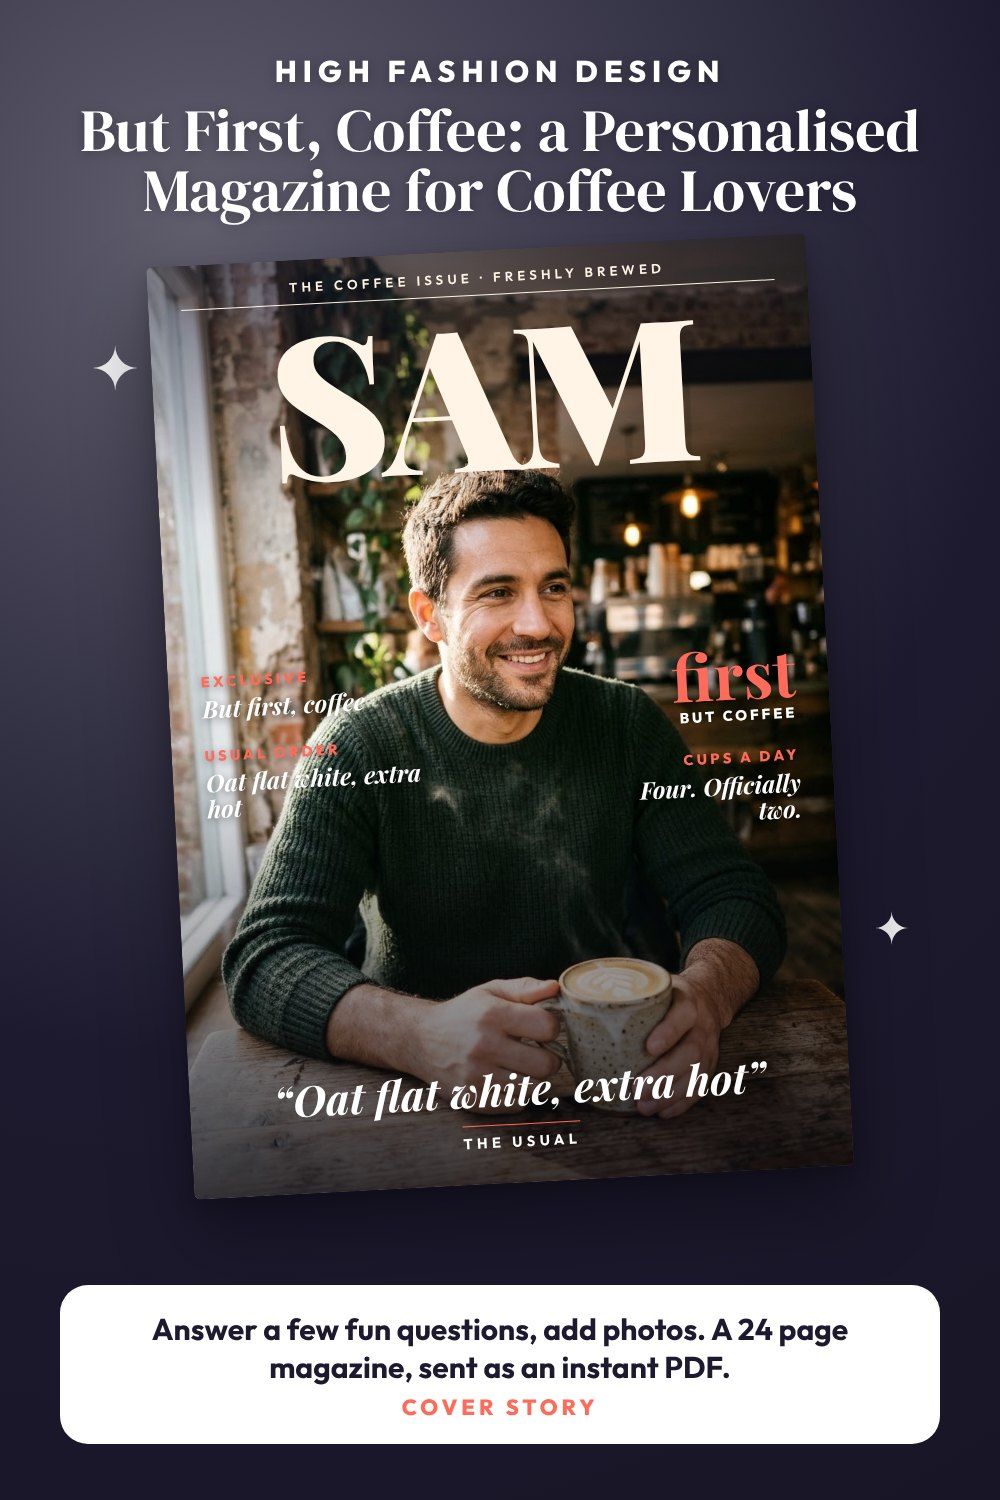 HIGH FASHION DESIGN
But First, Coffee: a Personalised
Magazine for Coffee Lovers
THE COFFEE ISSUE · FRESHLY BREWED
SAM
EXCLUSIVE
But first, coffee
USUAL ORDER
Oat flat white, extra
hot
first
BUT COFFEE
CUPS A DAY
Four. Officially
two.
“Oat flat white, extra hot”
THE USUAL
Answer a few fun questions, add photos. A 24 page
magazine, sent as an instant PDF.
COVER STORY